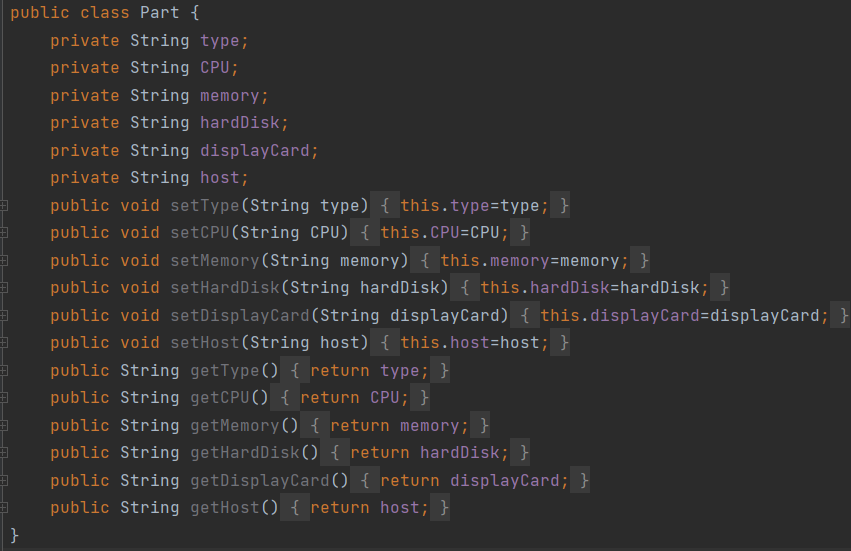 public class Part {
    private String type;
    private String CPU;
    private String memory;
    private String hardDisk;
    private String displayCard;
    private String host;
    public void setType(String type) { this.type=type; }
    public void setCPU(String CPU) { this.CPU=CPU; }
    public void setMemory(String memory) { this.memory=memory; }
    public void setHardDisk(String hardDisk) { this.hardDisk=hardDisk; }
    public void setDisplayCard(String displayCard) { this.displayCard=displayCard; }
    public void setHost(String host) { this.host=host; }
    public String getType() { return type; }
    public String getCPU() { return CPU; }
    public String getMemory() { return memory; }
    public String getHardDisk() { return hardDisk; }
    public String getDisplayCard() { return displayCard; }
    public String getHost() { return host; }
}